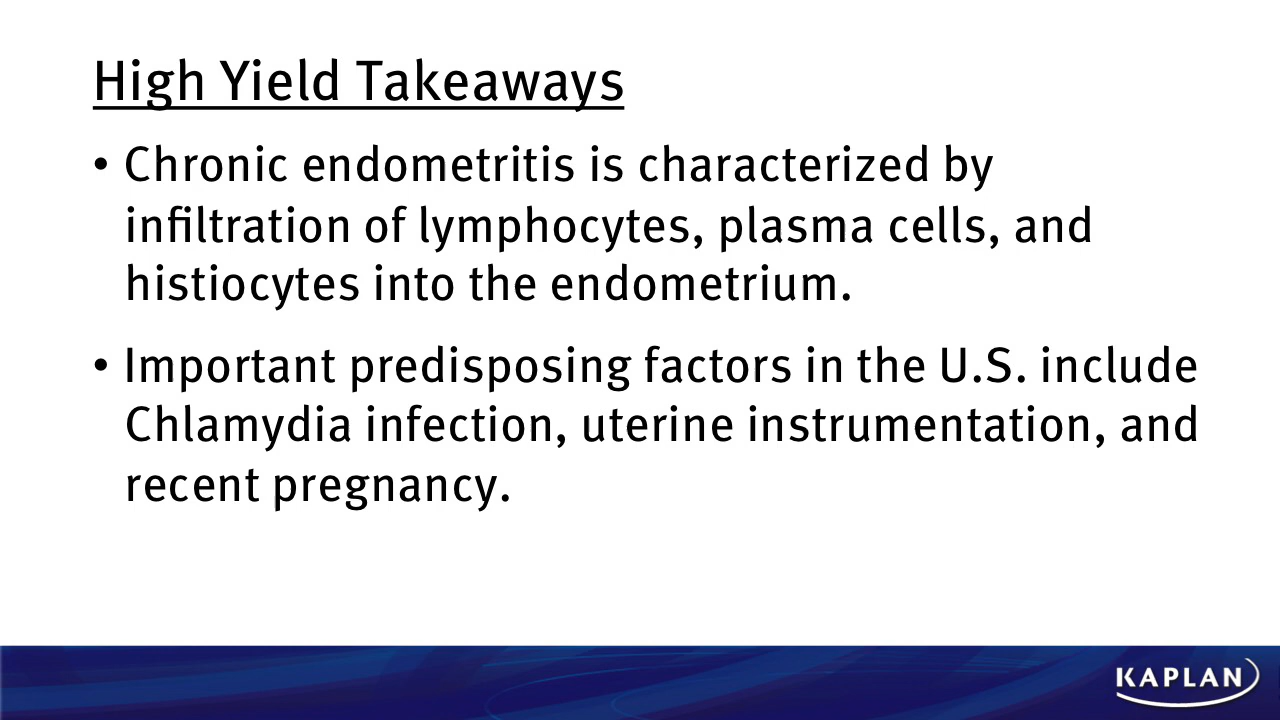 High Yield Takeaways
• Chronic endometritis is characterized by
infiltration of lymphocytes, plasma cells, and
histiocytes into the endometrium.
• Important predisposing factors in the U.S. include
Chlamydia infection, uterine instrumentation, and
recent pregnancy.
KAPLAN